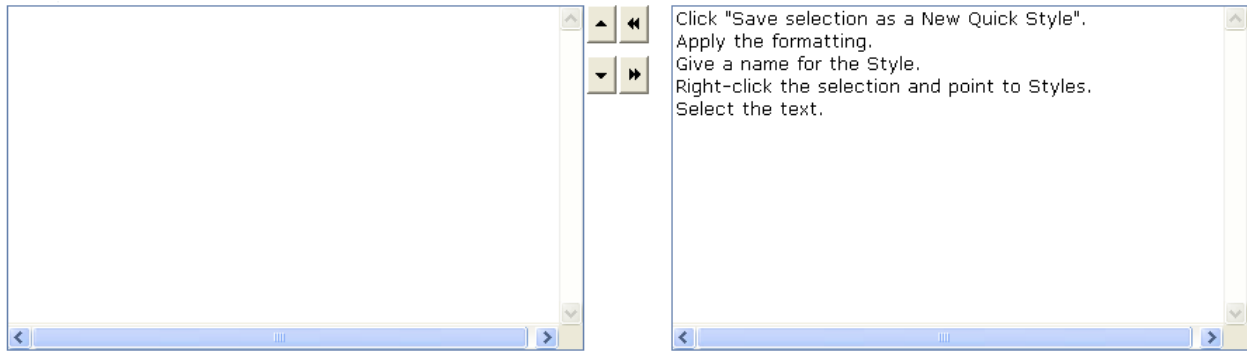 Click "Save selection as a New Quick Style".
Apply the formatting.
Give a name for the Style.
Right-click the selection and point to Styles.
Select the text.